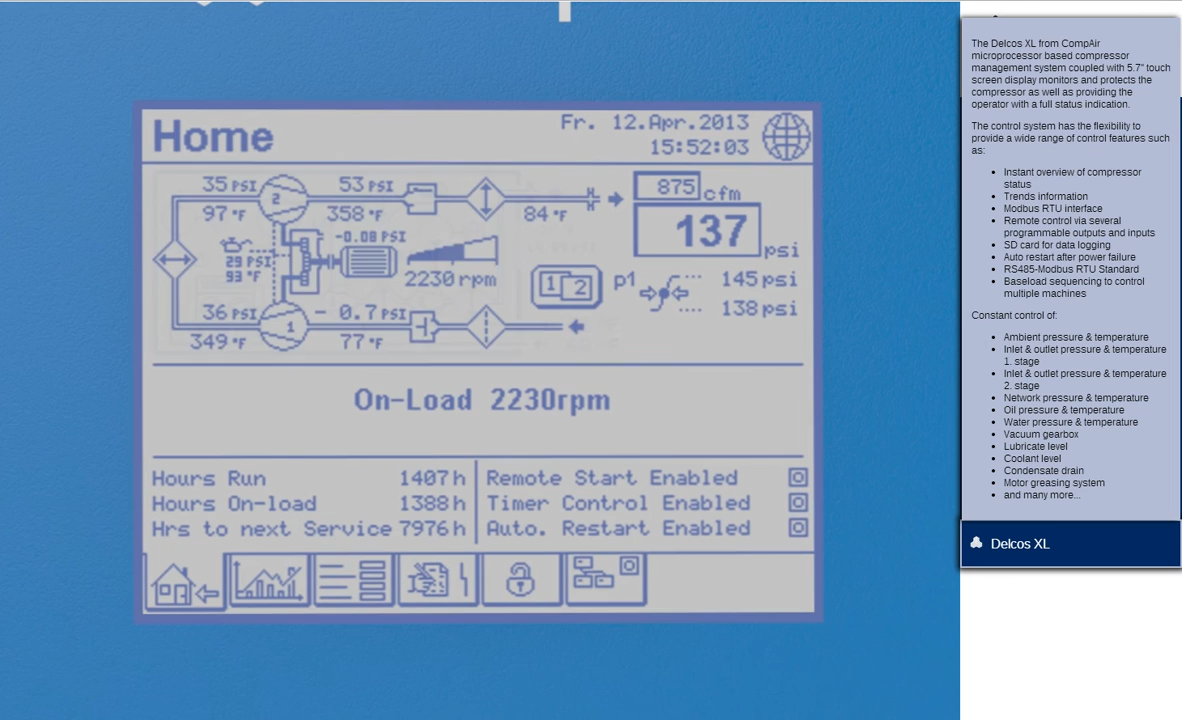 Home
Fr. 12.Apr.2013
15:52:03
35 PSI
2
53 PSI
875 cfm
97 °F
358 °F
84 °F
137 psi
-0.08 PSI
29 PSI
93 °F
2230 rpm
1 2
p1
145 psi
138 psi
36 PSI
1
- 0.7 PSI
349 °F
77 °F
On-Load 2230rpm
Hours Run 1407 h
Hours On-load 1388 h
Hrs to next Service 7976 h
Remote Start Enabled
Timer Control Enabled
Auto. Restart Enabled
The Delcos XL from CompAir
microprocessor based compressor
management system coupled with 5.7" touch
screen display monitors and protects the
compressor as well as providing the
operator with a full status indication.
The control system has the flexibility to
provide a wide range of control features such
as:
• Instant overview of compressor
status
• Trends information
• Modbus RTU interface
• Remote control via several
programmable outputs and inputs
• SD card for data logging
• Auto restart after power failure
• RS485-Modbus RTU Standard
• Baseload sequencing to control
multiple machines
Constant control of:
• Ambient pressure & temperature
• Inlet & outlet pressure & temperature
1. stage
• Inlet & outlet pressure & temperature
2. stage
• Network pressure & temperature
• Oil pressure & temperature
• Water pressure & temperature
• Vacuum gearbox
• Lubricate level
• Coolant level
• Condensate drain
• Motor greasing system
• and many more...
Delcos XL